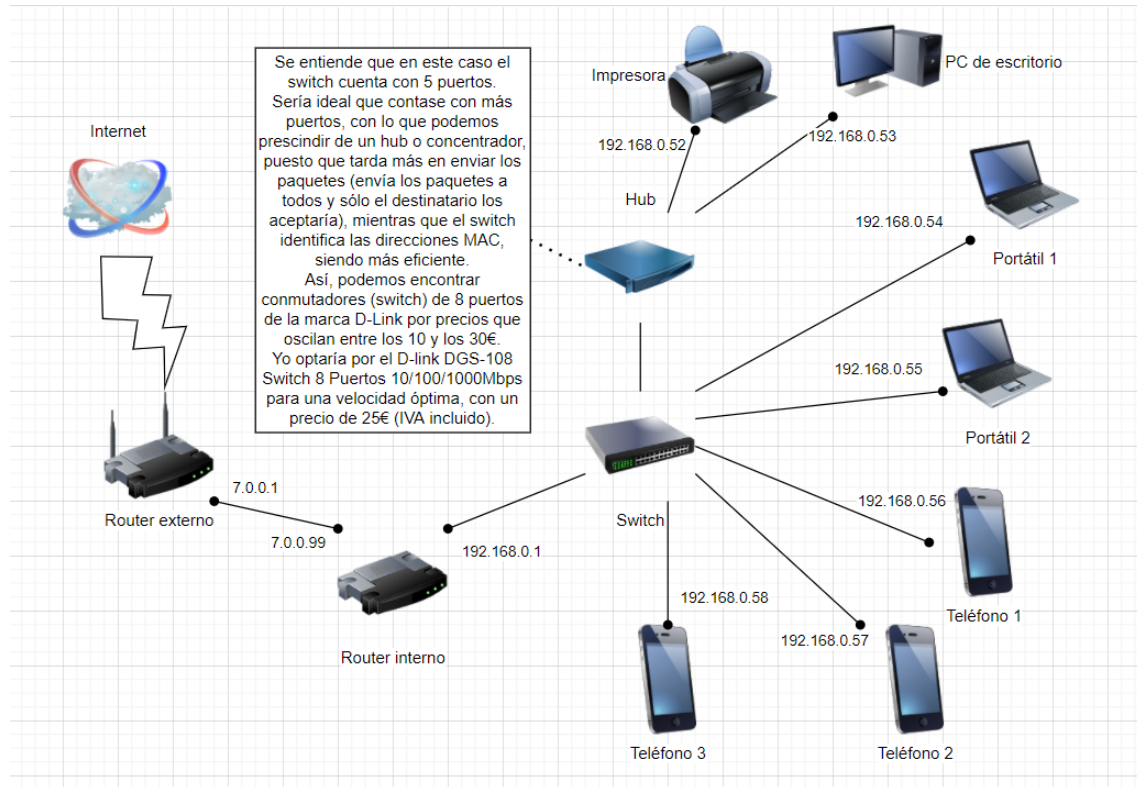 Se entiende que en este caso el
switch cuenta con 5 puertos.
Sería ideal que contase con más
puertos, con lo que podemos
prescindir de un hub o concentrador,
puesto que tarda más en enviar los
paquetes (envía los paquetes a
todos y sólo el destinatario los
aceptaría), mientras que el switch
identifica las direcciones MAC,
siendo más eficiente.
Así, podemos encontrar
conmutadores (switch) de 8 puertos
de la marca D-Link por precios que
oscilan entre los 10 y los 30€.
Yo optaría por el D-link DGS-108
Switch 8 Puertos 10/100/1000Mbps
para una velocidad óptima, con un
precio de 25€ (IVA incluido).
Internet
Impresora
PC de escritorio
192.168.0.52
192.168.0.53
Hub
192.168.0.54
Portátil 1
192.168.0.55
Portátil 2
7.0.0.1
Router externo
7.0.0.99
192.168.0.1
Switch
192.168.0.56
192.168.0.58
Teléfono 1
192.168.0.57
Router interno
Teléfono 3
Teléfono 2